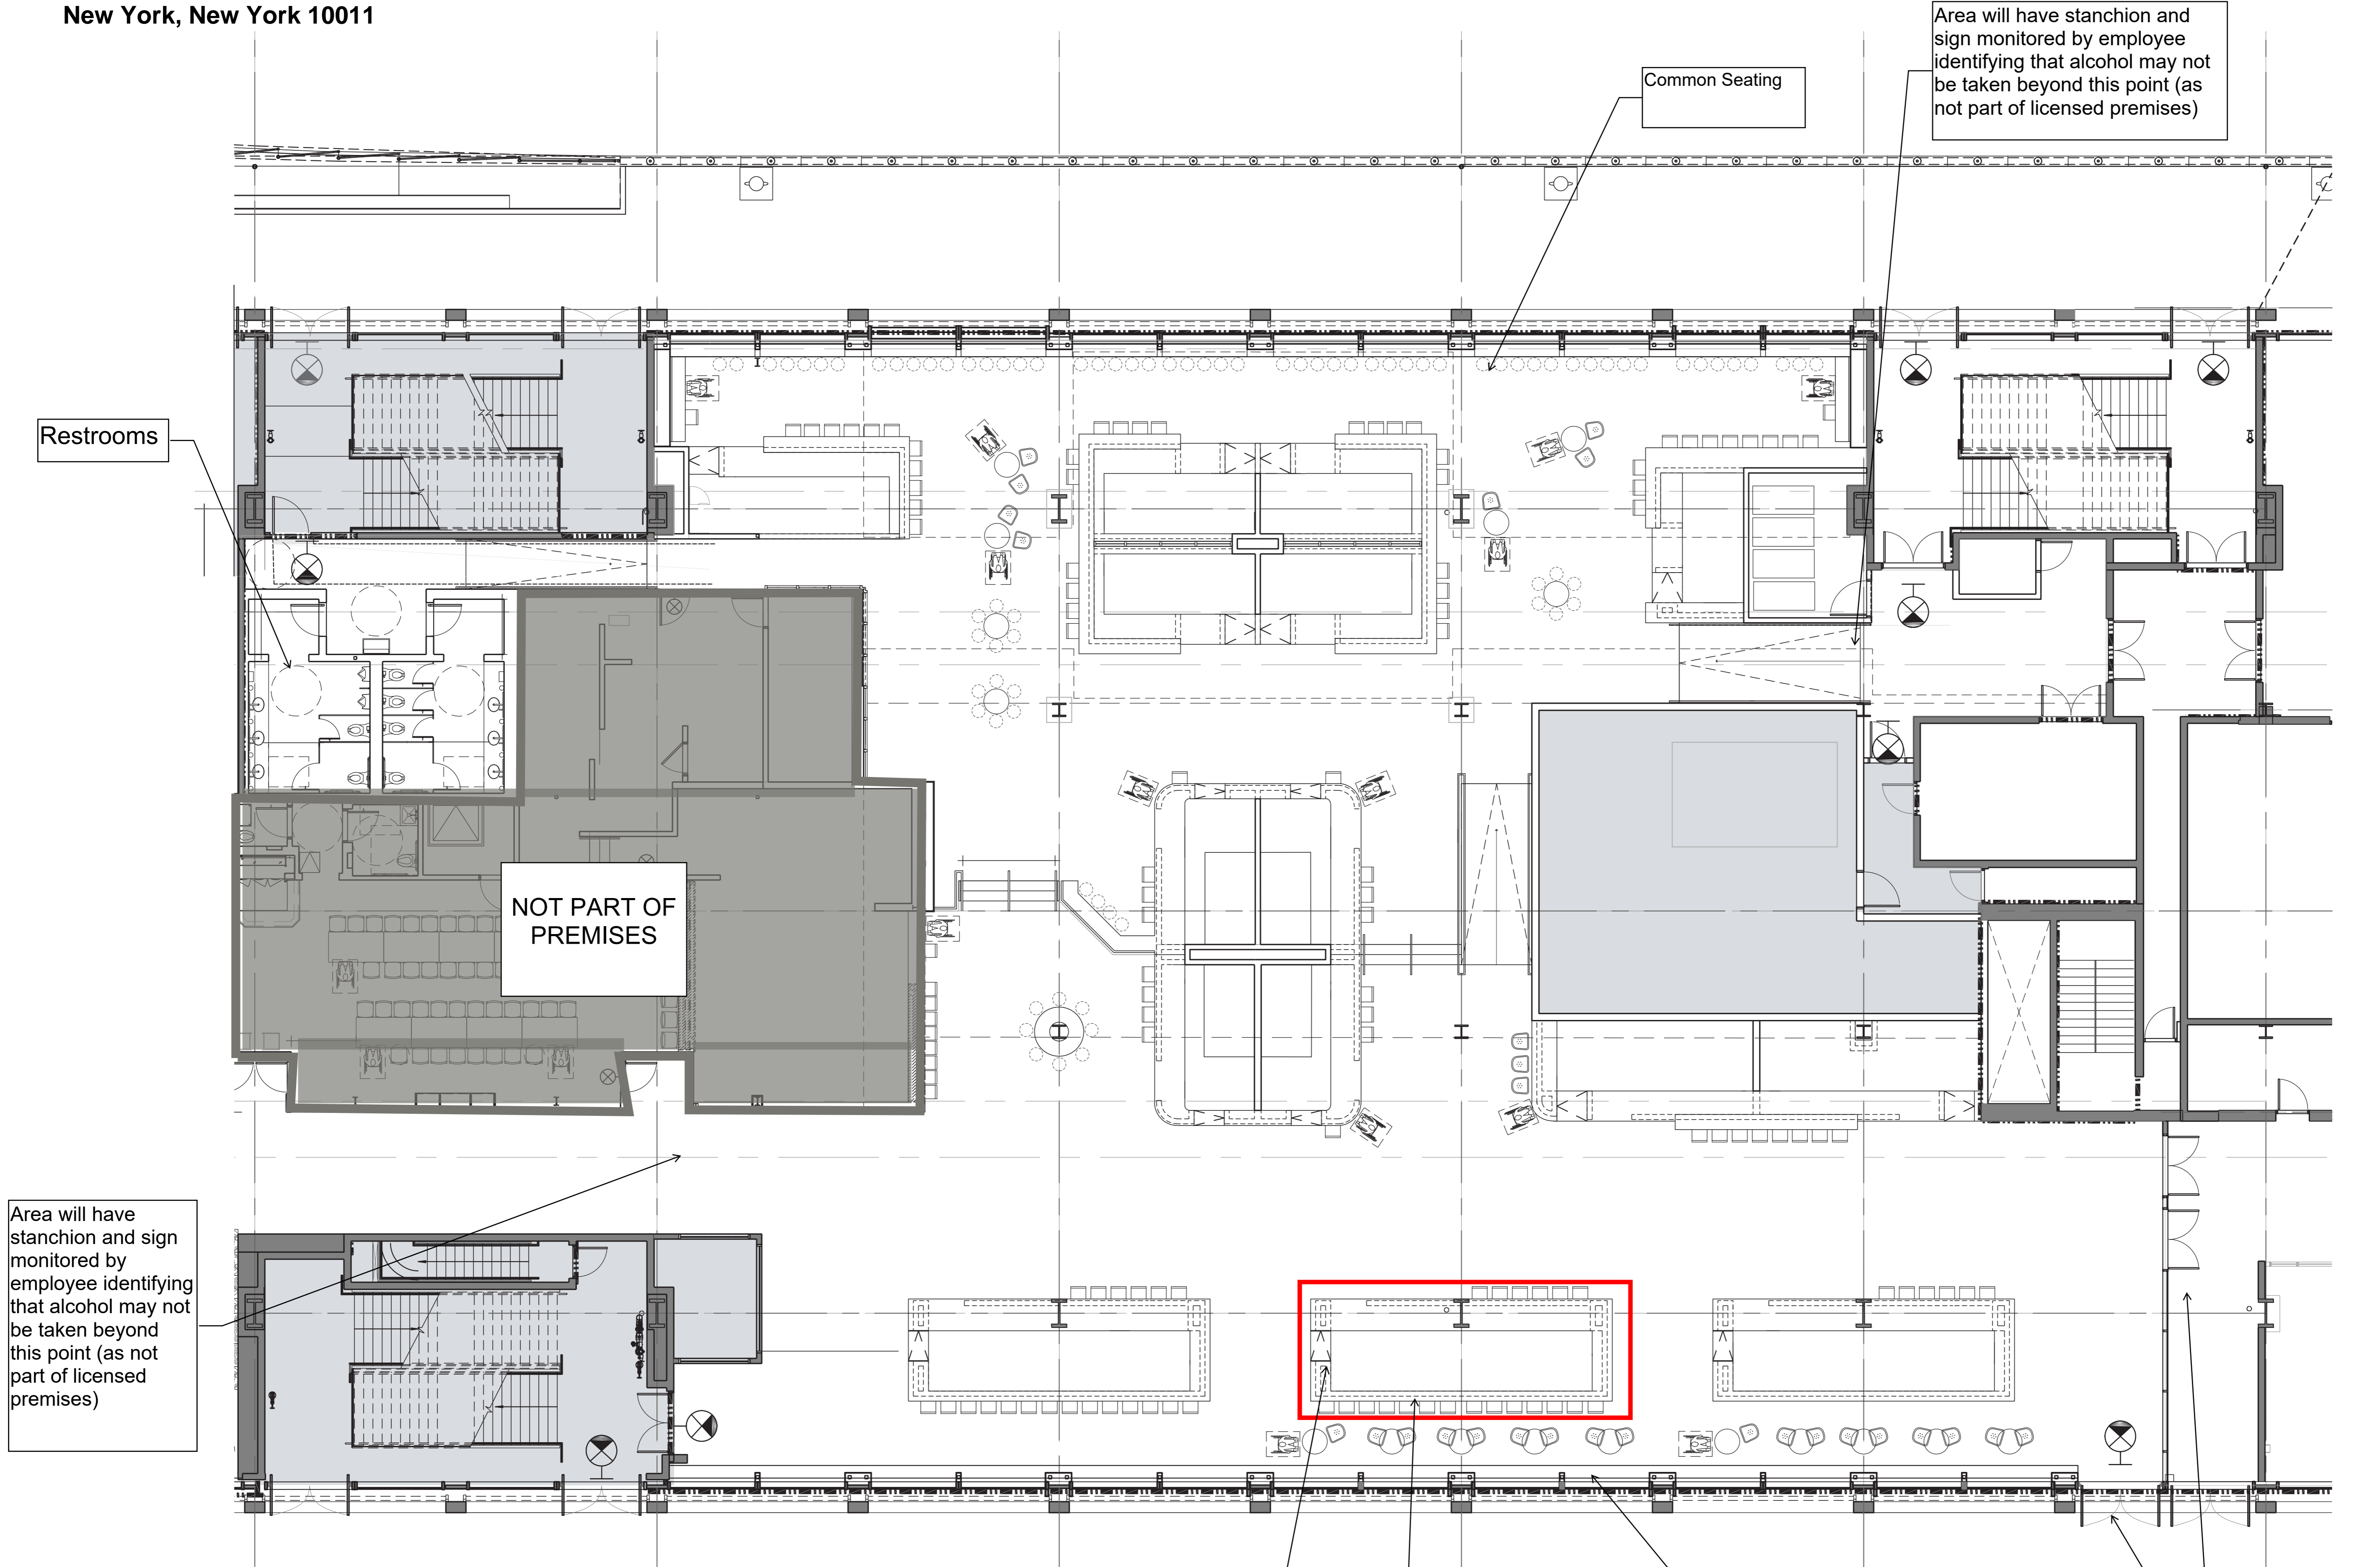 New York, New York 10011
Area will have stanchion and
sign monitored by employee
identifying that alcohol may not
be taken beyond this point (as
not part of licensed premises)
Common Seating
Restrooms
NOT PART OF
PREMISES
Area will have
stanchion and sign
monitored by
employee identifying
that alcohol may not
be taken beyond
this point (as not
part of licensed
premises)